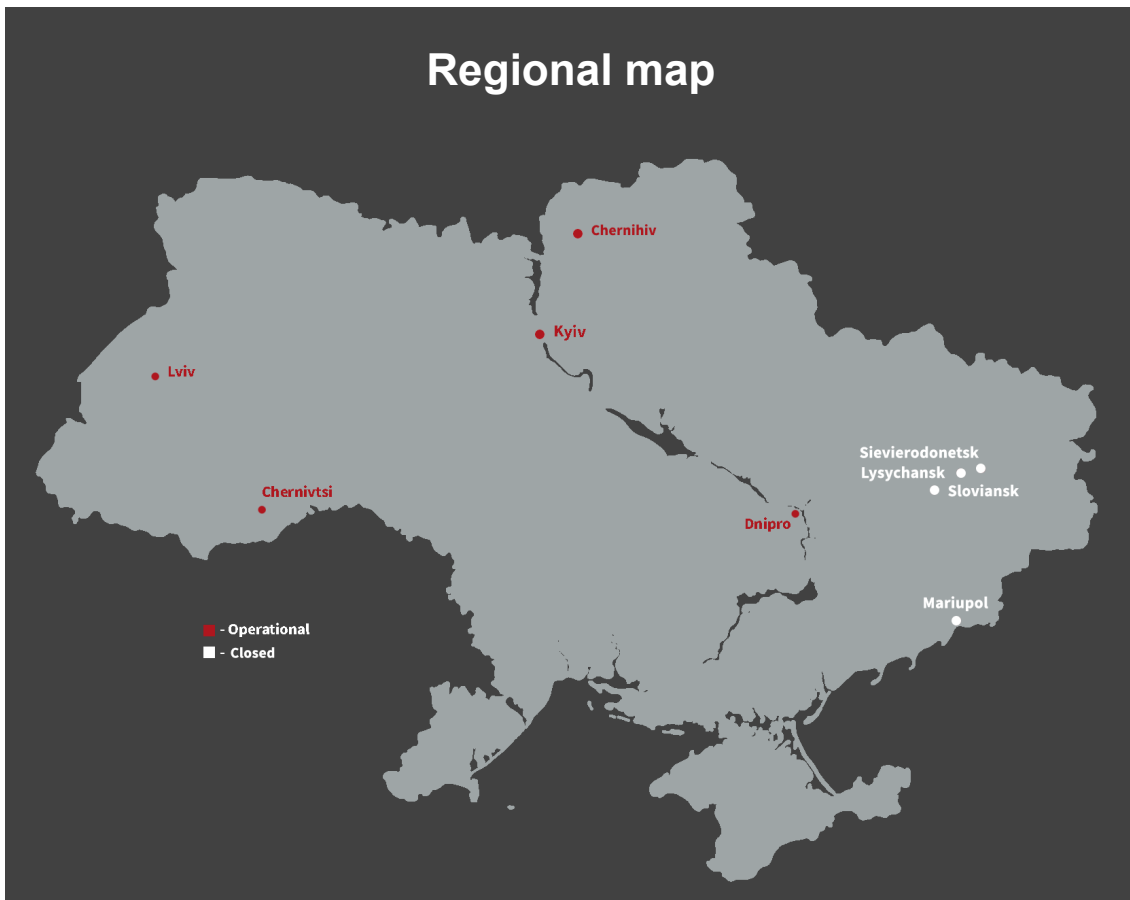 Regional map
Chernihiv
Kyiv
Lviv
Sievierodonetsk
Lysychansk
Sloviansk
Chernivtsi
Dnipro
Mariupol
- Operational
- Closed